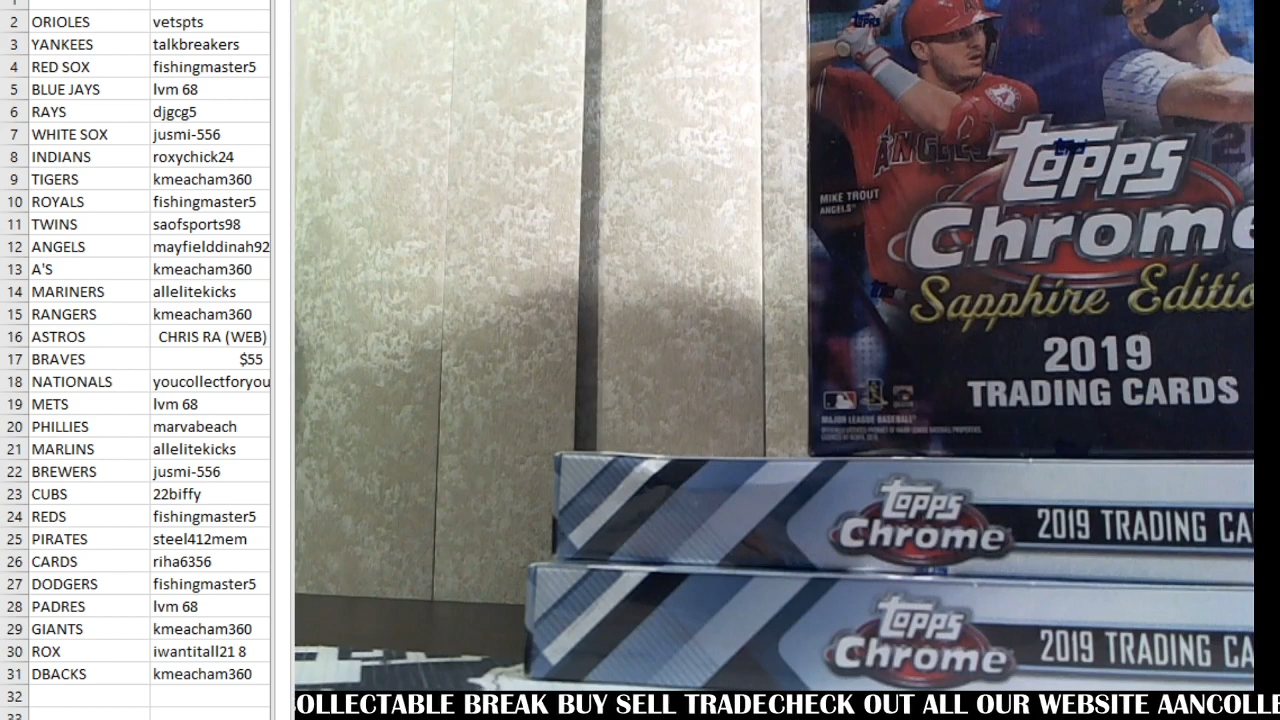 2 ORIOLES vetspts
3 YANKEES talkbreakers
4 RED SOX fishingmaster5
5 BLUE JAYS lvm 68
6 RAYS djgcg5
7 WHITE SOX jusmi-556
8 INDIANS roxychick24
9 TIGERS kmeacham360
10 ROYALS fishingmaster5
11 TWINS saofsports98
12 ANGELS mayfielddinah92
13 A'S kmeacham360
14 MARINERS allelitekicks
15 RANGERS kmeacham360
16 ASTROS CHRIS RA (WEB)
17 BRAVES $55
18 NATIONALS youcollectforyou
19 METS lvm 68
20 PHILLIES marvabeach
21 MARLINS allelitekicks
22 BREWERS jusmi-556
23 CUBS 22biffy
24 REDS fishingmaster5
25 PIRATES steel412mem
26 CARDS riha6356
27 DODGERS fishingmaster5
28 PADRES lvm 68
29 GIANTS kmeacham360
30 ROX iwantitall21 8
31 DBACKS kmeacham360
32
33
ANGELS
MIKE TROUT
ANGELS
topps
Chrome
Sapphire Editio
2019
TRADING CARDS
MAJOR LEAGUE BASEBALL
topps
Chrome
2019 TRADING CA
topps
Chrome
2019 TRADING CA
OLLECTABLE BREAK BUY SELL TRADECHECK OUT ALL OUR WEBSITE AANCOLLE